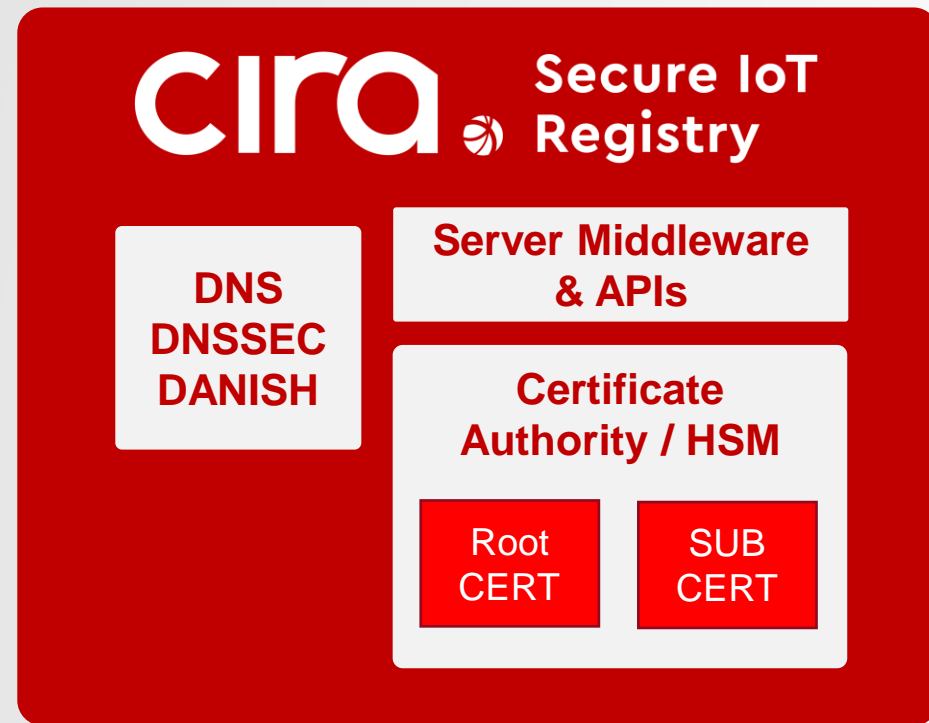 cira
Secure IoT
Registry
DNS
DNSSEC
DANISH
Server Middleware
& APIs
Certificate
Authority / HSM
Root
CERT
SUB
CERT